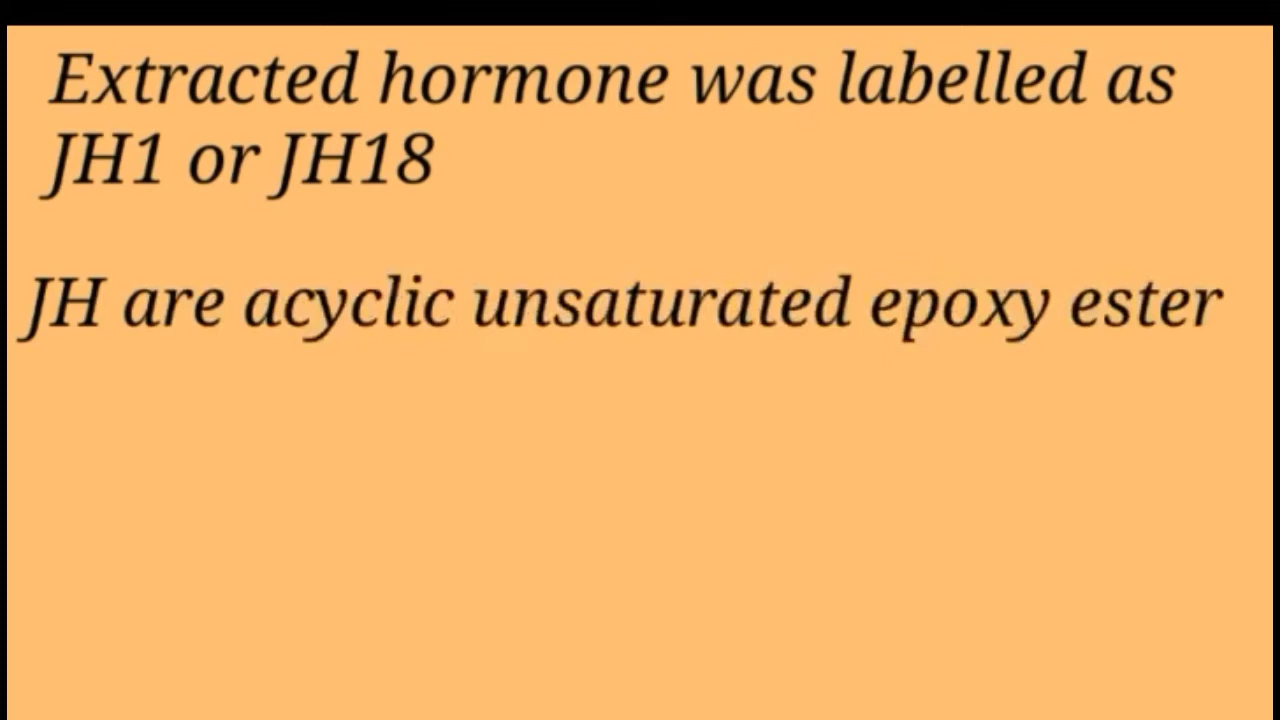 Extracted hormone was labelled as
JH1 or JH18
JH are acyclic unsaturated epoxy ester